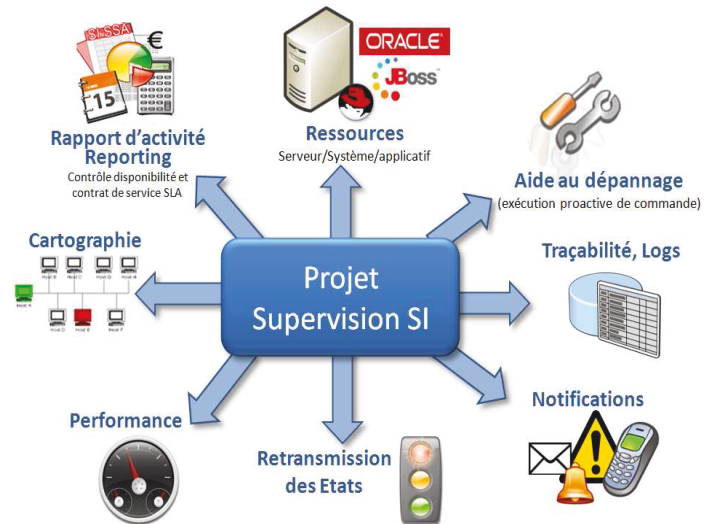 SLSSA
€
15
ORACLE
JBoss
Rapport d'activité
Reporting
Contrôle disponibilité et
contrat de service SLA
Ressources
Serveur/Système/applicatif
Aide au dépannage
(exécution proactive de commande)
Cartographie
Traçabilité, Logs
Projet
Supervision SI
Performance
Retransmission
des Etats
Notifications